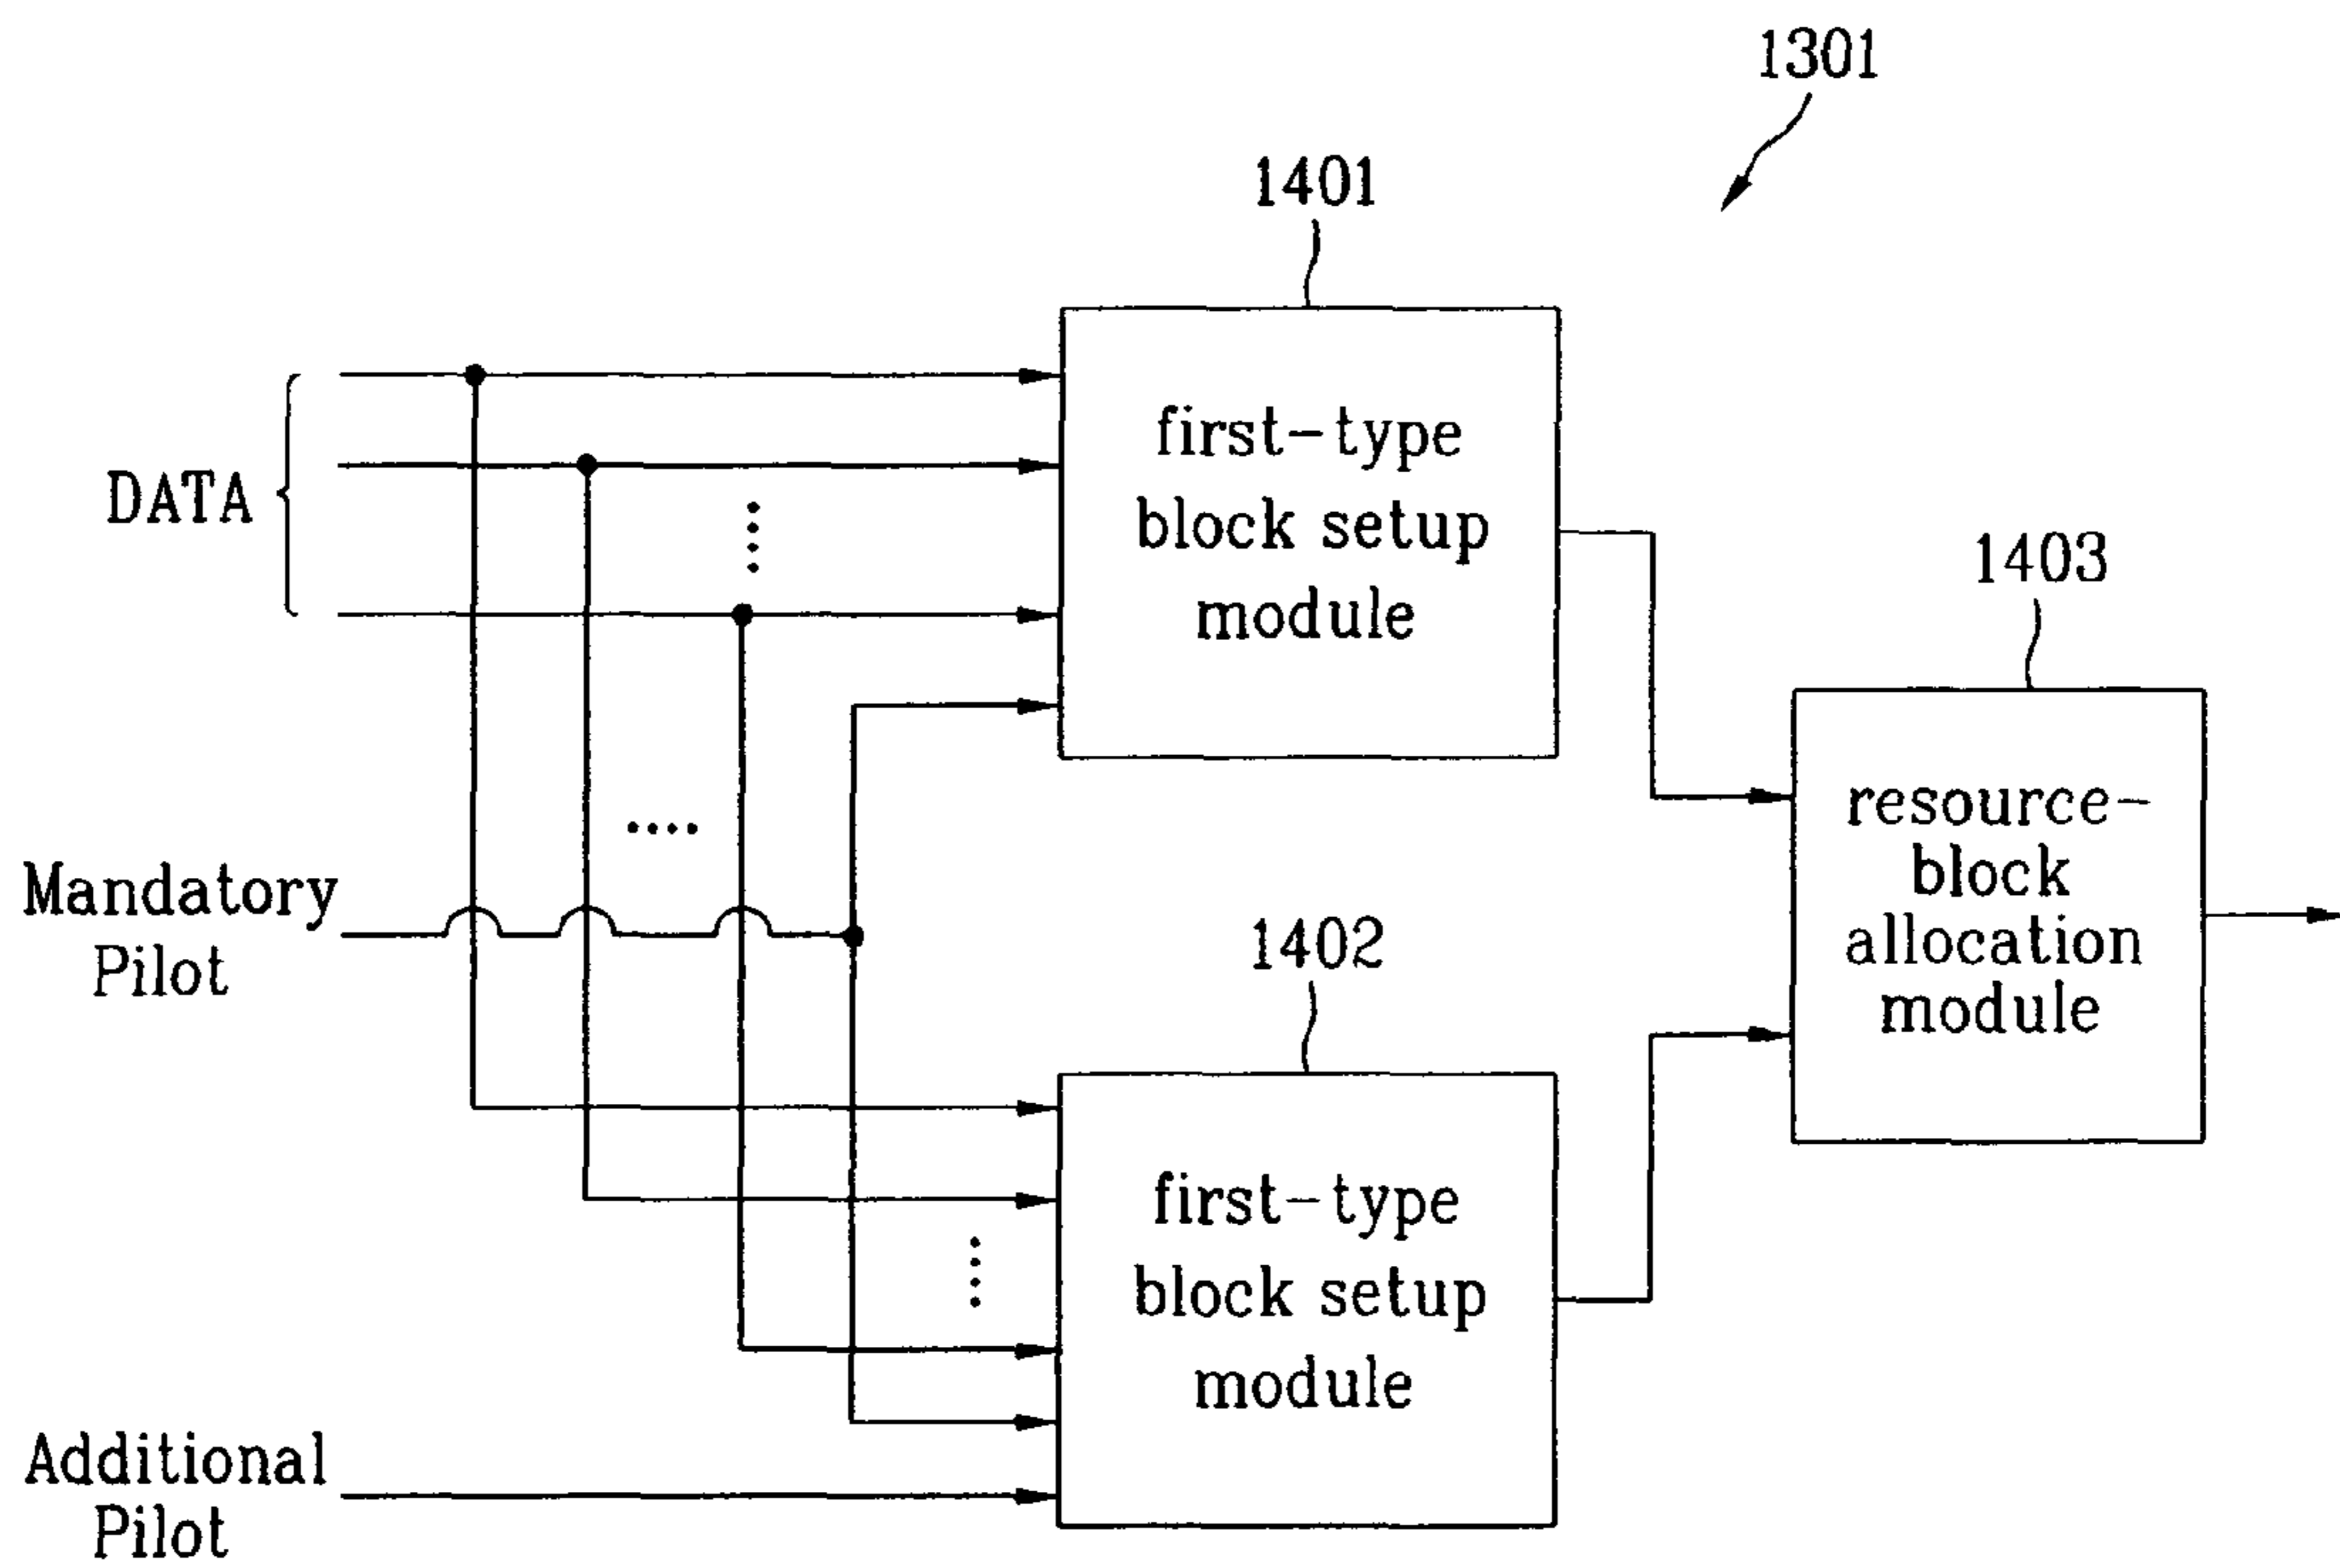 1301
1401
first-type
block setup
module
DATA
1403
resource-
block
allocation
module
Mandatory
Pilot
1402
first-type
block setup
module
Additional
Pilot